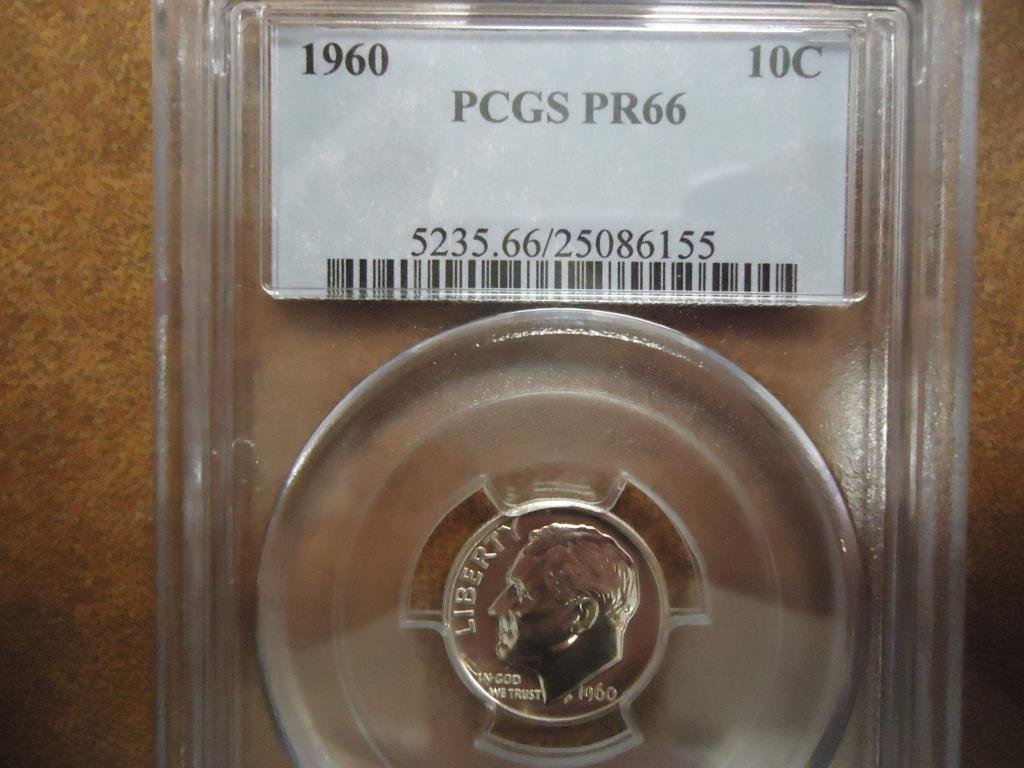 1960 10C
PCGS PR66
5235.66/25086155
LIBERTY
IN GOD
WE TRUST
1960